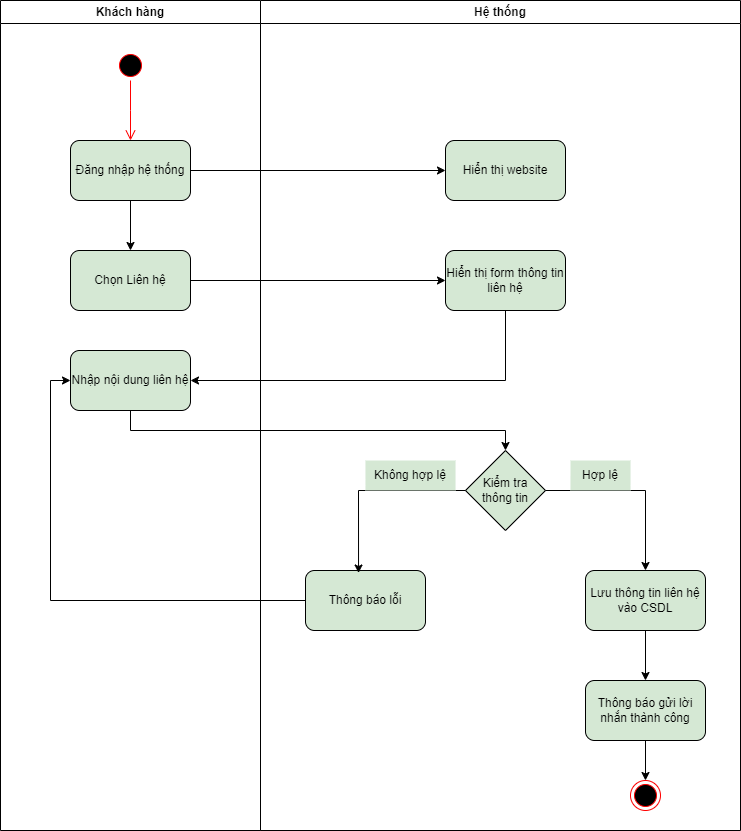 Khách hàng
Hệ thống
Đăng nhập hệ thống
Hiển thị website
Chọn Liên hệ
Hiển thị form thông tin
liên hệ
Nhập nội dung liên hệ
Không hợp lệ
Kiểm tra
thông tin
Hợp lệ
Thông báo lỗi
Lưu thông tin liên hệ
vào CSDL
Thông báo gửi lời
nhắn thành công